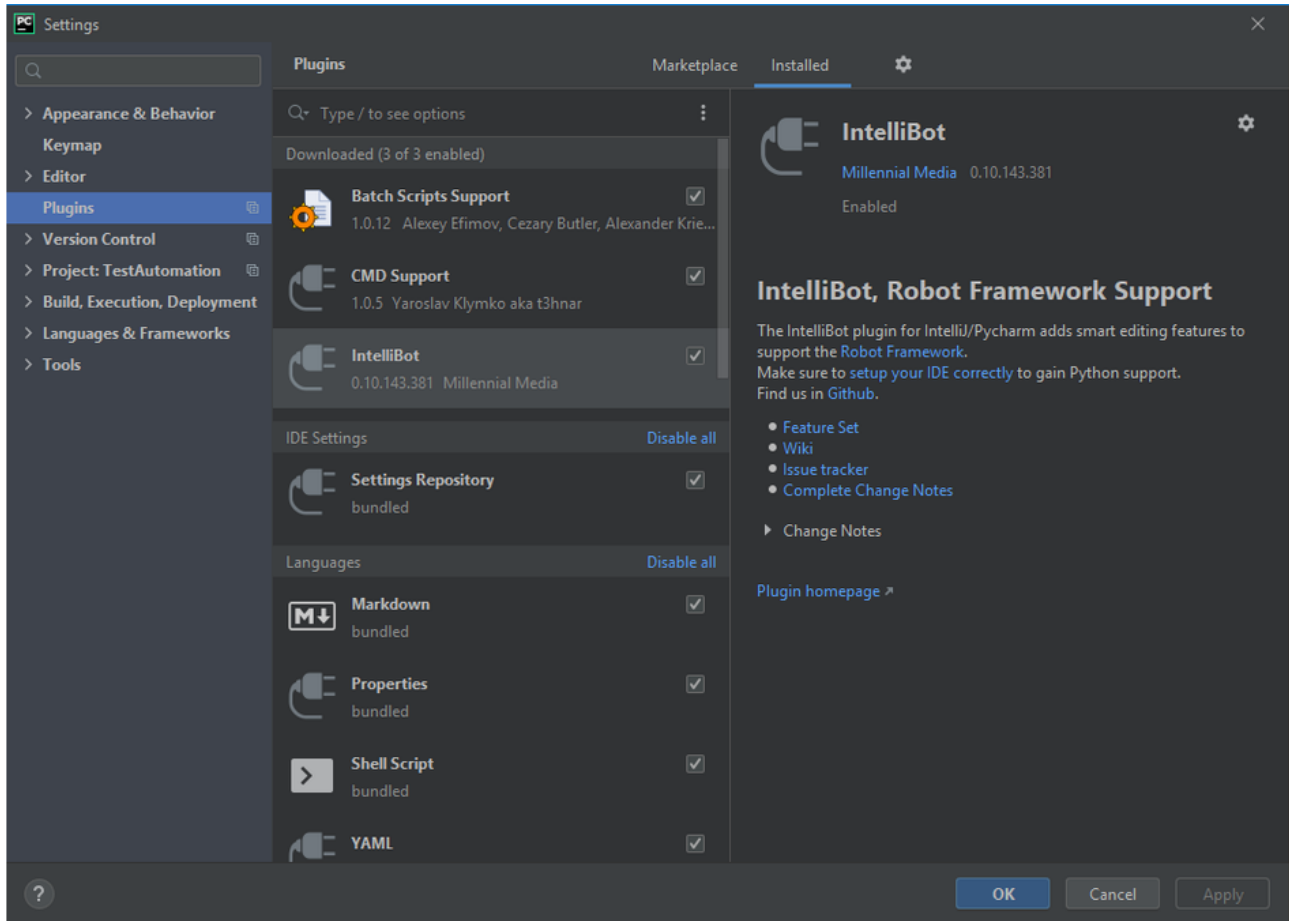 PC Settings
Appearance & Behavior
Keymap
Editor
Plugins
Version Control
Project: TestAutomation
Build, Execution, Deployment
Languages & Frameworks
Tools
Plugins
Marketplace
Installed
Type / to see options
Downloaded (3 of 3 enabled)
Batch Scripts Support
1.0.12 Alexey Efimov, Cezary Butler, Alexander Krie...
CMD Support
1.0.5 Yaroslav Klymko aka t3hnar
IntelliBot
0.10.143.381 Millennial Media
IDE Settings Disable all
Settings Repository
bundled
Languages Disable all
Markdown
bundled
Properties
bundled
Shell Script
bundled
YAML
IntelliBot
Millennial Media 0.10.143.381
Enabled
IntelliBot, Robot Framework Support
The IntelliBot plugin for IntelliJ/Pycharm adds smart editing features to
support the Robot Framework.
Make sure to setup your IDE correctly to gain Python support.
Find us in Github.
Feature Set
Wiki
Issue tracker
Complete Change Notes
Change Notes
Plugin homepage
?
OK
Cancel
Apply